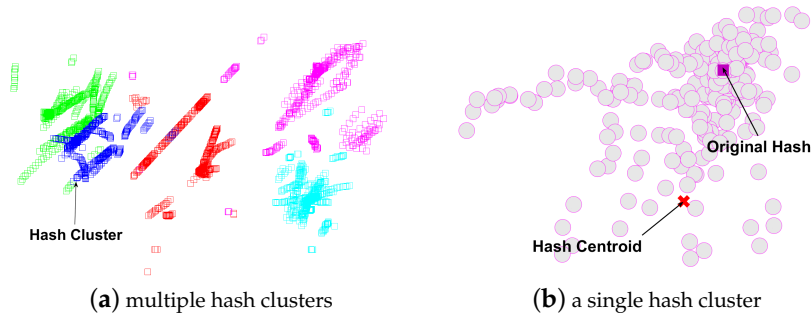 Hash Cluster
Original Hash
Hash Centroid
(a) multiple hash clusters
(b) a single hash cluster